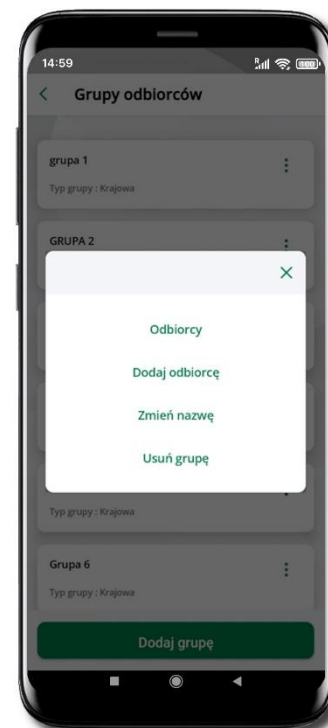 14:59
Grupy odbiorców
grupa 1
Typ grupy : Krajowa
GRUPA 2
Odbiorcy
Dodaj odbiorcę
Zmień nazwę
Usuń grupę
Typ grupy : Krajowa
Grupa 6
Typ grupy : Krajowa
Dodaj grupę